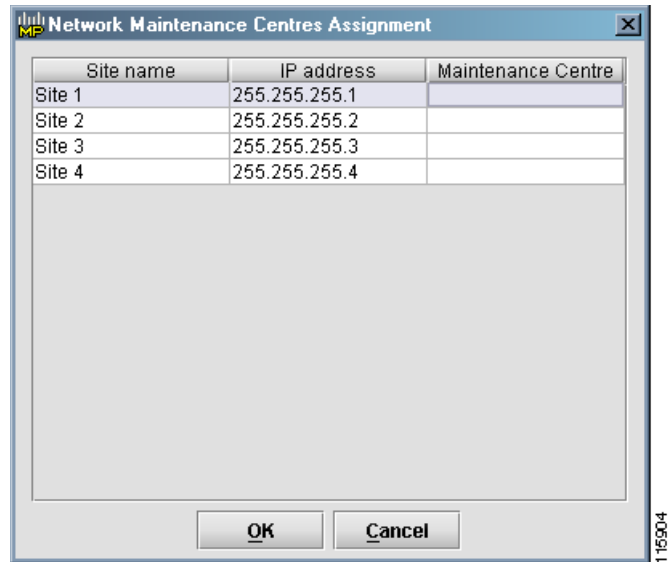 MP Network Maintenance Centres Assignment
Site name IP address Maintenance Centre
Site 1 255.255.255.1
Site 2 255.255.255.2
Site 3 255.255.255.3
Site 4 255.255.255.4
OK Cancel
115904